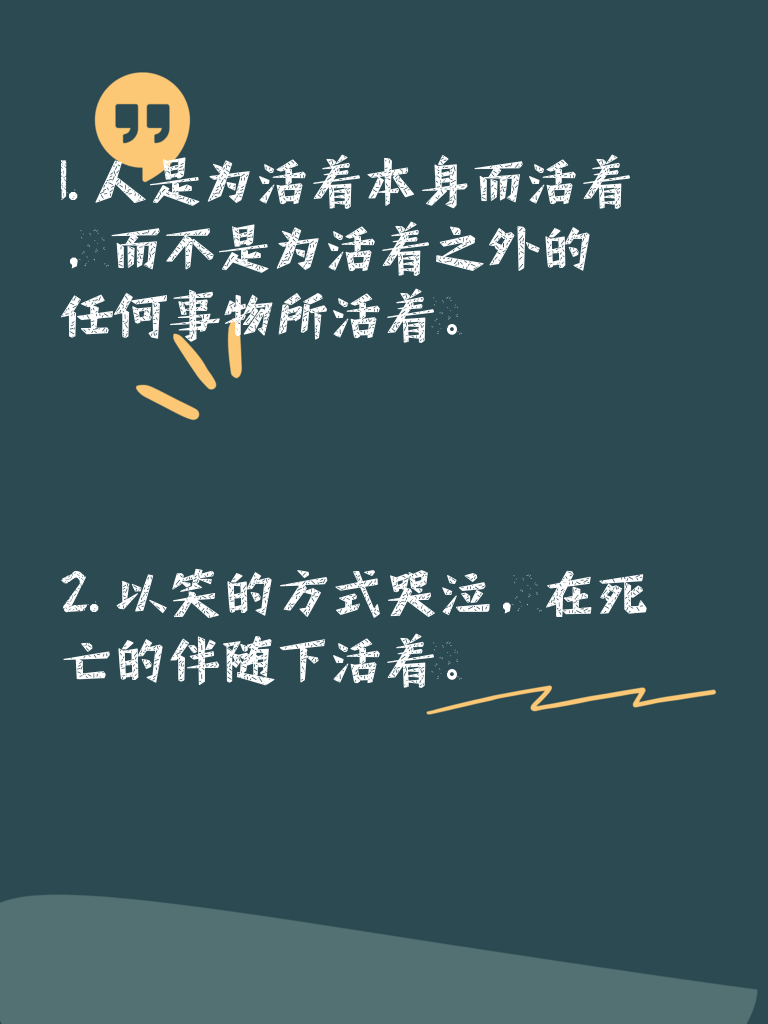 1.人是为活着本身而活着
，而不是为活着之外的
任何事物所活着。
2.以笑的方式哭泣，在死
亡的伴随下活着。